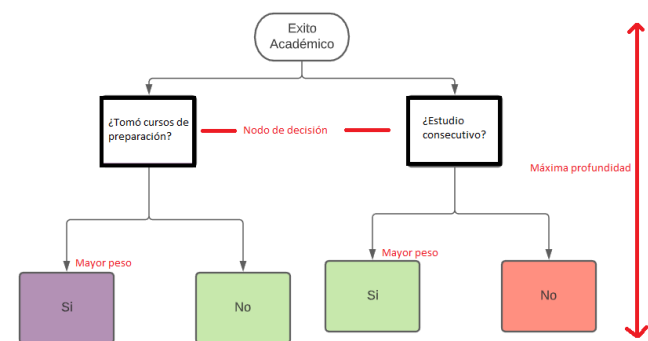 Exito
Académico
¿Tomó cursos de
preparación?
Nodo de decisión
¿Estudio
consecutivo?
Máxima profundidad
Mayor peso
Mayor peso
Si
No
Si
No